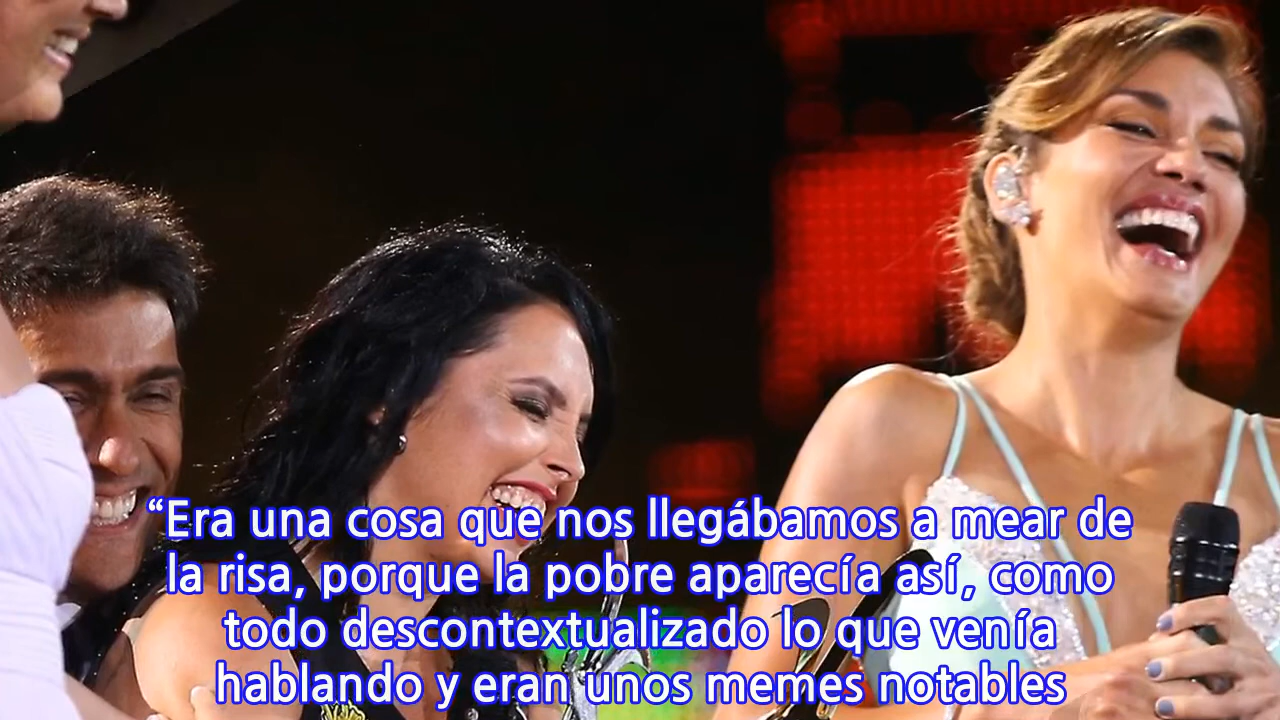 “Era una cosa que nos llegábamos a mear de
la risa, porque la pobre aparecía así, como
todo descontextualizado lo que venía
hablando y eran unos memes notables